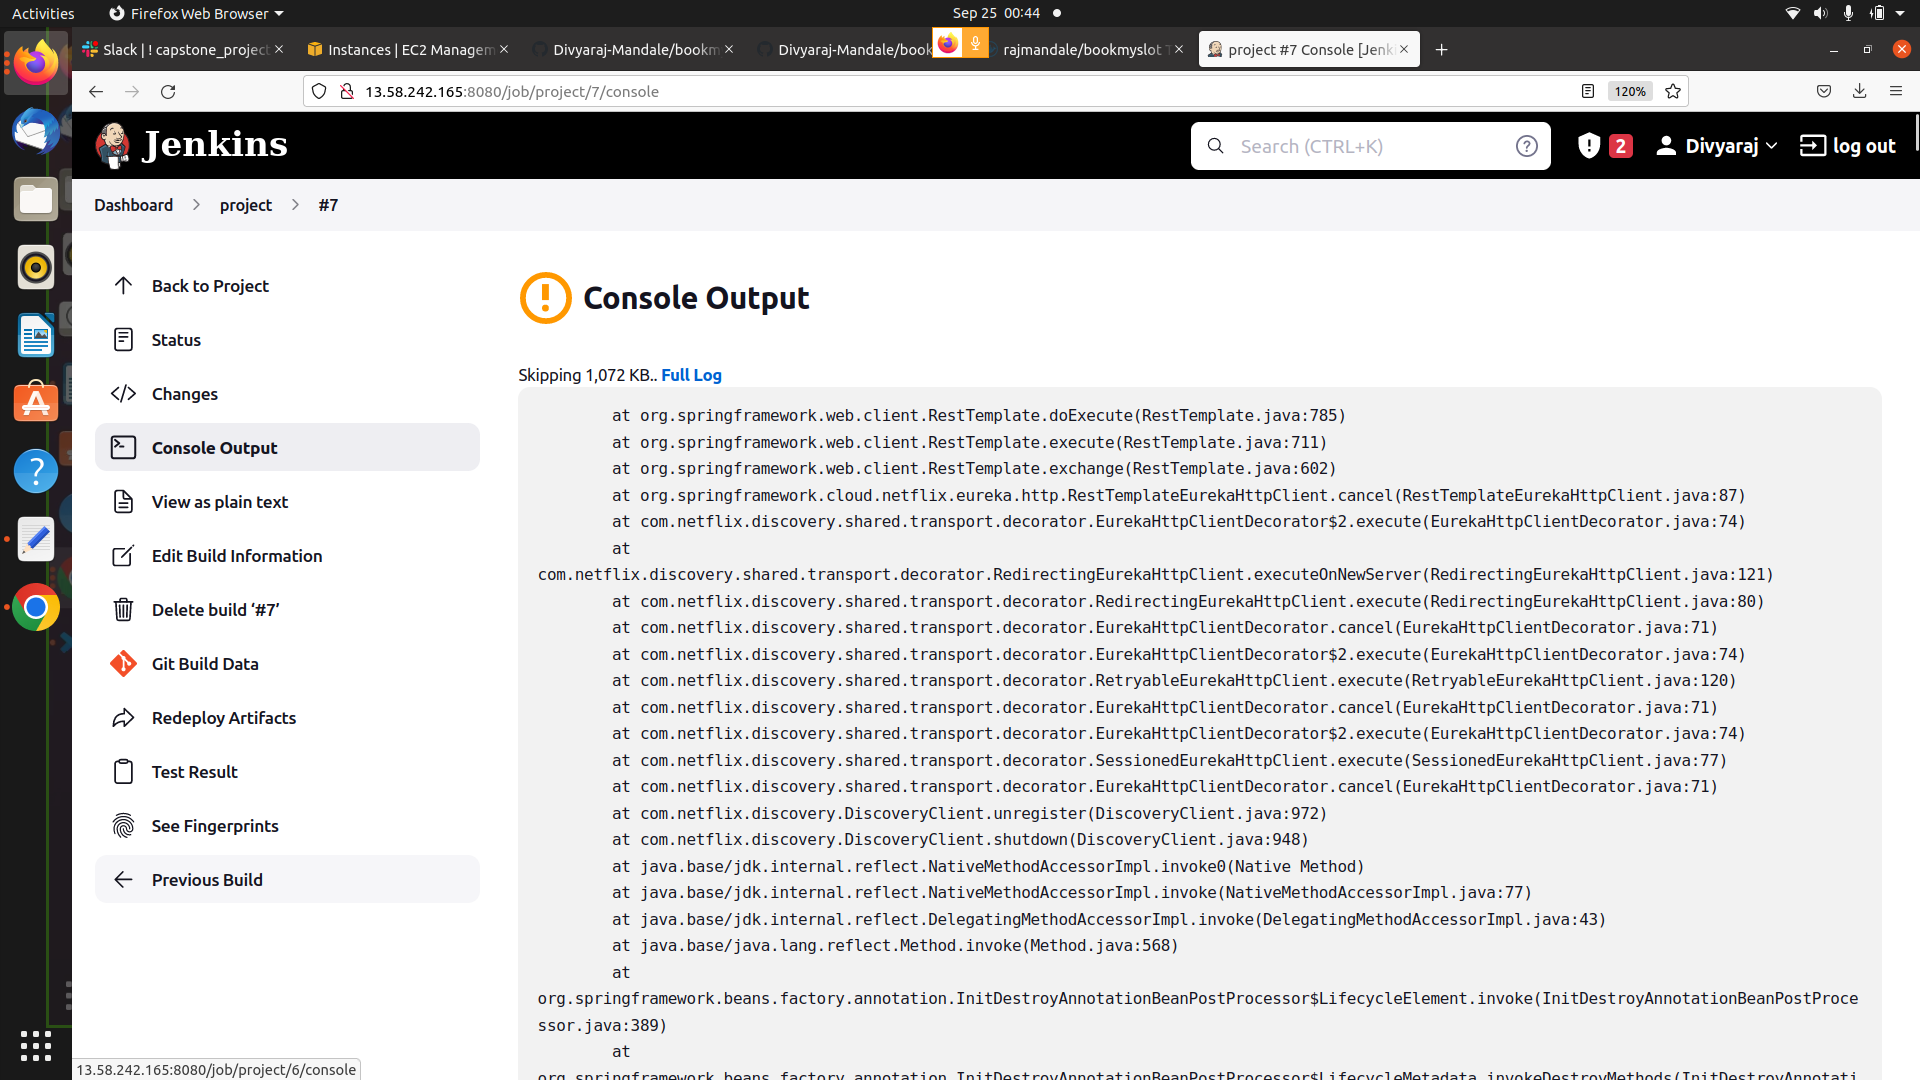 Activities
Firefox Web Browser
Sep 25 00:44
Slack | ! capstone_project
Instances | EC2 Managem
Divyaraj-Mandale/bookm
Divyaraj-Mandale/book
rajmandale/bookmyslot
project #7 Console [Jenki
13.58.242.165:8080/job/project/7/console
120%
Jenkins
Search (CTRL+K)
2
Divyaraj
log out
Dashboard
project
#7
Back to Project
Status
Changes
Console Output
View as plain text
Edit Build Information
Delete build ‘#7’
Git Build Data
Redeploy Artifacts
Test Result
See Fingerprints
Previous Build
Console Output
Skipping 1,072 KB.. Full Log
at org.springframework.web.client.RestTemplate.doExecute(RestTemplate.java:785)
at org.springframework.web.client.RestTemplate.execute(RestTemplate.java:711)
at org.springframework.web.client.RestTemplate.exchange(RestTemplate.java:602)
at org.springframework.cloud.netflix.eureka.http.RestTemplateEurekaHttpClient.cancel(RestTemplateEurekaHttpClient.java:87)
at com.netflix.discovery.shared.transport.decorator.EurekaHttpClientDecorator$2.execute(EurekaHttpClientDecorator.java:74)
at
com.netflix.discovery.shared.transport.decorator.RedirectingEurekaHttpClient.executeOnNewServer(RedirectingEurekaHttpClient.java:121)
at com.netflix.discovery.shared.transport.decorator.RedirectingEurekaHttpClient.execute(RedirectingEurekaHttpClient.java:80)
at com.netflix.discovery.shared.transport.decorator.EurekaHttpClientDecorator.cancel(EurekaHttpClientDecorator.java:71)
at com.netflix.discovery.shared.transport.decorator.EurekaHttpClientDecorator$2.execute(EurekaHttpClientDecorator.java:74)
at com.netflix.discovery.shared.transport.decorator.RetryableEurekaHttpClient.execute(RetryableEurekaHttpClient.java:120)
at com.netflix.discovery.shared.transport.decorator.EurekaHttpClientDecorator.cancel(EurekaHttpClientDecorator.java:71)
at com.netflix.discovery.shared.transport.decorator.EurekaHttpClientDecorator$2.execute(EurekaHttpClientDecorator.java:74)
at com.netflix.discovery.shared.transport.decorator.SessionedEurekaHttpClient.execute(SessionedEurekaHttpClient.java:77)
at com.netflix.discovery.shared.transport.decorator.EurekaHttpClientDecorator.cancel(EurekaHttpClientDecorator.java:71)
at com.netflix.discovery.DiscoveryClient.unregister(DiscoveryClient.java:972)
at com.netflix.discovery.DiscoveryClient.shutdown(DiscoveryClient.java:948)
at java.base/jdk.internal.reflect.NativeMethodAccessorImpl.invoke0(Native Method)
at java.base/jdk.internal.reflect.NativeMethodAccessorImpl.invoke(NativeMethodAccessorImpl.java:77)
at java.base/jdk.internal.reflect.DelegatingMethodAccessorImpl.invoke(DelegatingMethodAccessorImpl.java:43)
at java.base/java.lang.reflect.Method.invoke(Method.java:568)
at
org.springframework.beans.factory.annotation.InitDestroyAnnotationBeanPostProcessor$LifecycleElement.invoke(InitDestroyAnnotationBeanPostProce
ssor.java:389)
at
org.springframework.beans.factory.annotation.InitDestroyAnnotationBeanPostProcessor$LifecycleMetadata.invokeDestroyMethods(InitDestroyAnnotati
13.58.242.165:8080/job/project/6/console